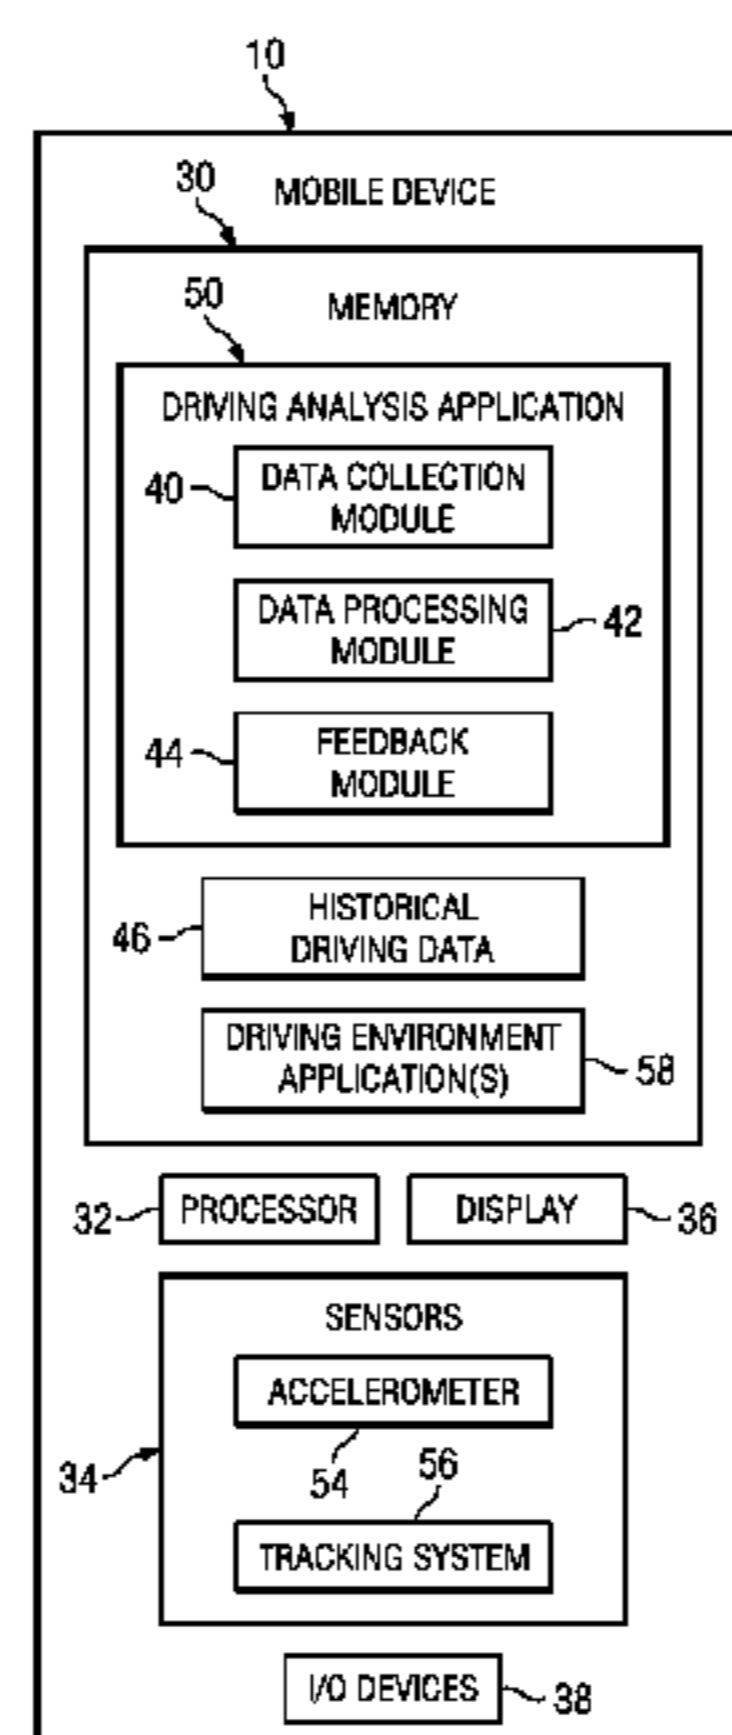 10
MOBILE DEVICE
30
MEMORY
50
DRIVING ANALYSIS APPLICATION
40
DATA COLLECTION
MODULE
DATA PROCESSING
MODULE
42
44
FEEDBACK
MODULE
46
HISTORICAL
DRIVING DATA
DRIVING ENVIRONMENT
APPLICATION(S)
58
32
PROCESSOR
DISPLAY
36
SENSORS
ACCELEROMETER
34
54
56
TRACKING SYSTEM
I/O DEVICES
38